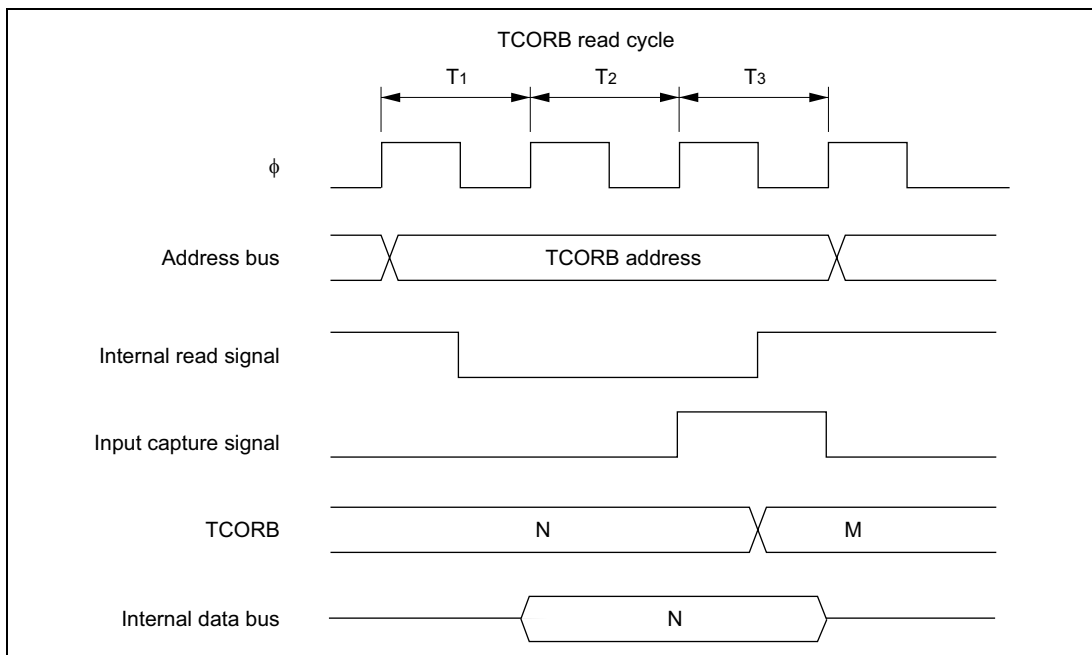 TCORB read cycle
T1 T2 T3
ϕ
Address bus TCORB address
Internal read signal
Input capture signal
TCORB N M
Internal data bus N